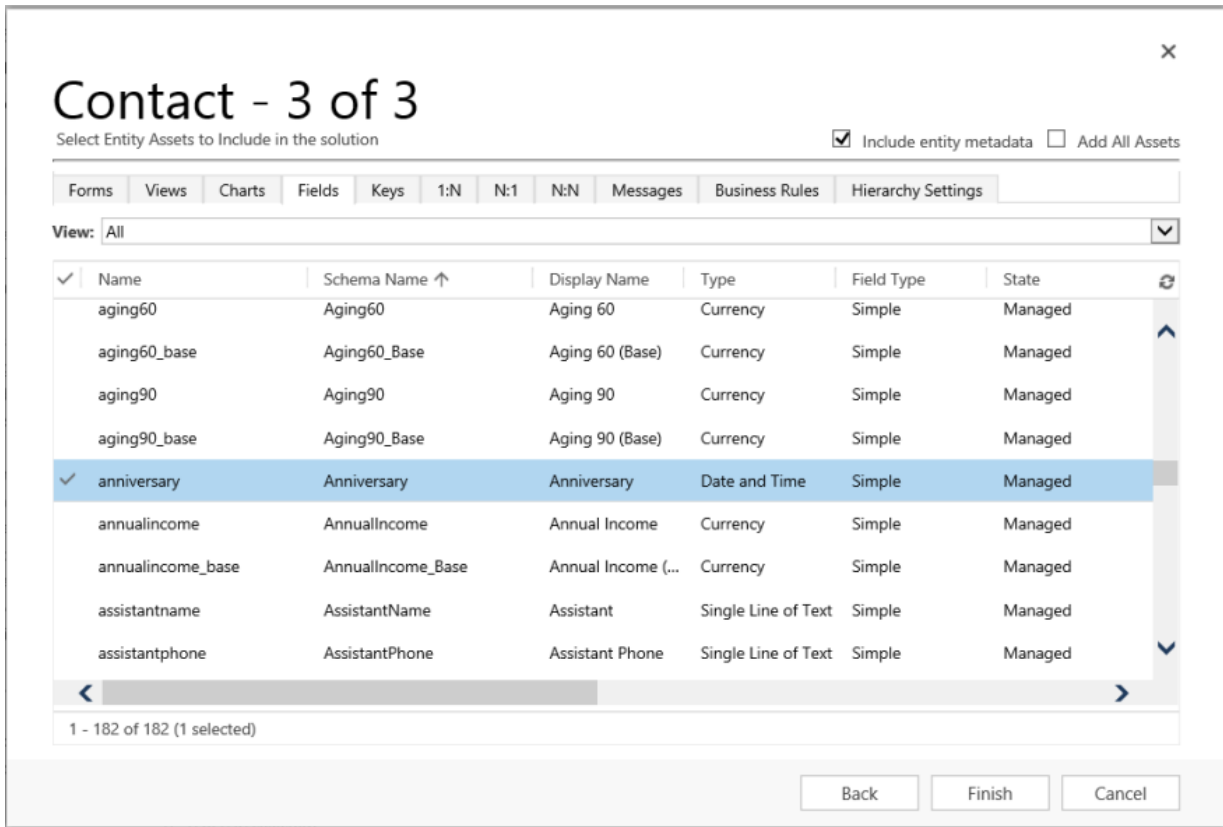 Contact - 3 of 3
Select Entity Assets to Include in the solution
Include entity metadata Add All Assets
Forms Views Charts Fields Keys 1:N N:1 N:N Messages Business Rules Hierarchy Settings
View: All
Name Schema Name Display Name Type Field Type State
aging60 Aging60 Aging 60 Currency Simple Managed
aging60_base Aging60_Base Aging 60 (Base) Currency Simple Managed
aging90 Aging90 Aging 90 Currency Simple Managed
aging90_base Aging90_Base Aging 90 (Base) Currency Simple Managed
anniversary Anniversary Anniversary Date and Time Simple Managed
annualincome AnnualIncome Annual Income Currency Simple Managed
annualincome_base AnnualIncome_Base Annual Income (... Currency Simple Managed
assistantname AssistantName Assistant Single Line of Text Simple Managed
assistantphone AssistantPhone Assistant Phone Single Line of Text Simple Managed
1 - 182 of 182 (1 selected)
Back Finish Cancel